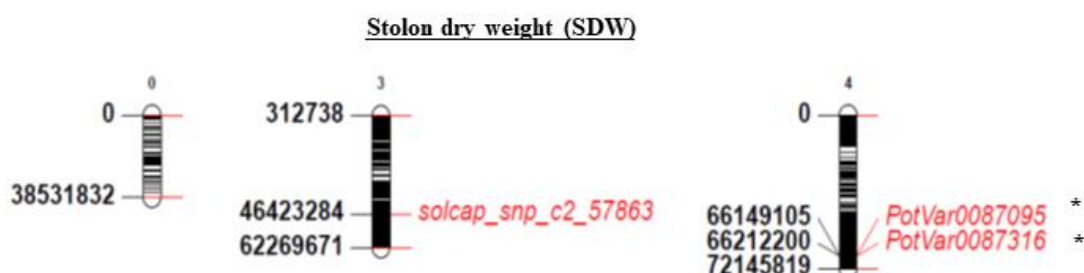 Stolon dry weight (SDW)
0 3 4
0 312738 0
38531832
46423284 solcap_snp_c2_57863
62269671
66149105 PotVar0087095 *
66212200 PotVar0087316 *
72145819